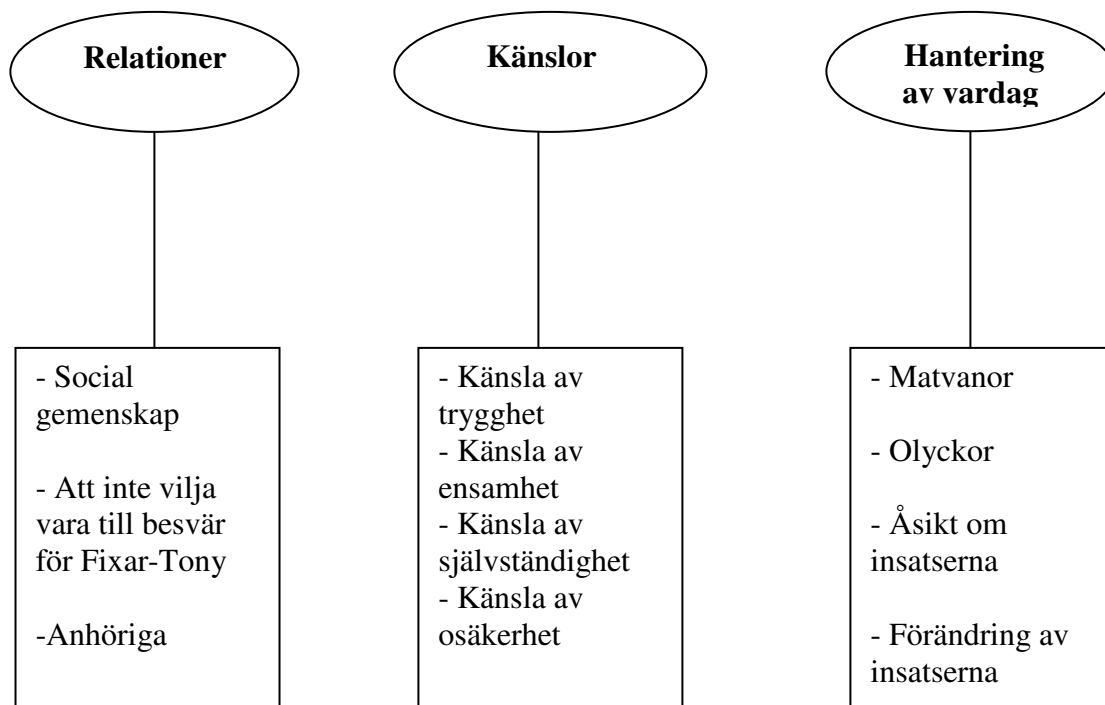 Relationer
- Social
gemenskap
- Att inte vilja
vara till besvär
för Fixar-Tony
-Anhöriga
Känslor
- Känsla av
trygghet
- Känsla av
ensamhet
- Känsla av
självständighet
- Känsla av
osäkerhet
Hantering
av vardag
- Matvanor
- Olyckor
- Åsikt om
insatserna
- Förändring av
insatserna